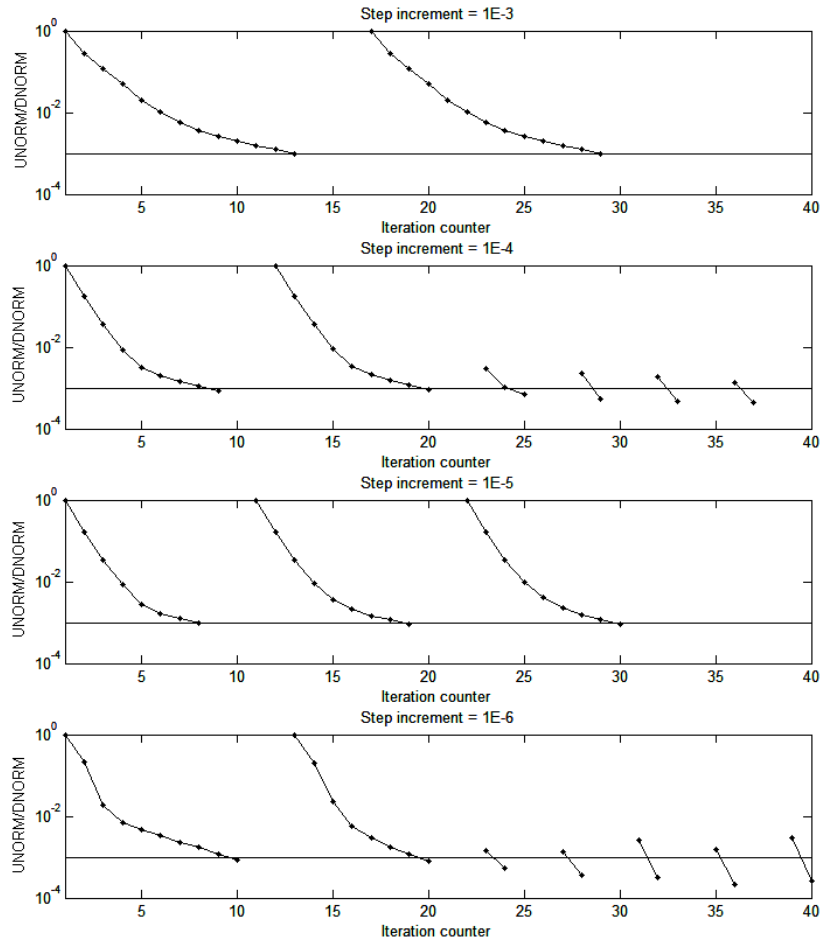 Step increment = 1E-3
UNORM/DNORM
10^0
10^-2
10^-4
5 10 15 20 25 30 35 40
Iteration counter
Step increment = 1E-4
UNORM/DNORM
10^0
10^-2
10^-4
5 10 15 20 25 30 35 40
Iteration counter
Step increment = 1E-5
UNORM/DNORM
10^0
10^-2
10^-4
5 10 15 20 25 30 35 40
Iteration counter
Step increment = 1E-6
UNORM/DNORM
10^0
10^-2
10^-4
5 10 15 20 25 30 35 40
Iteration counter